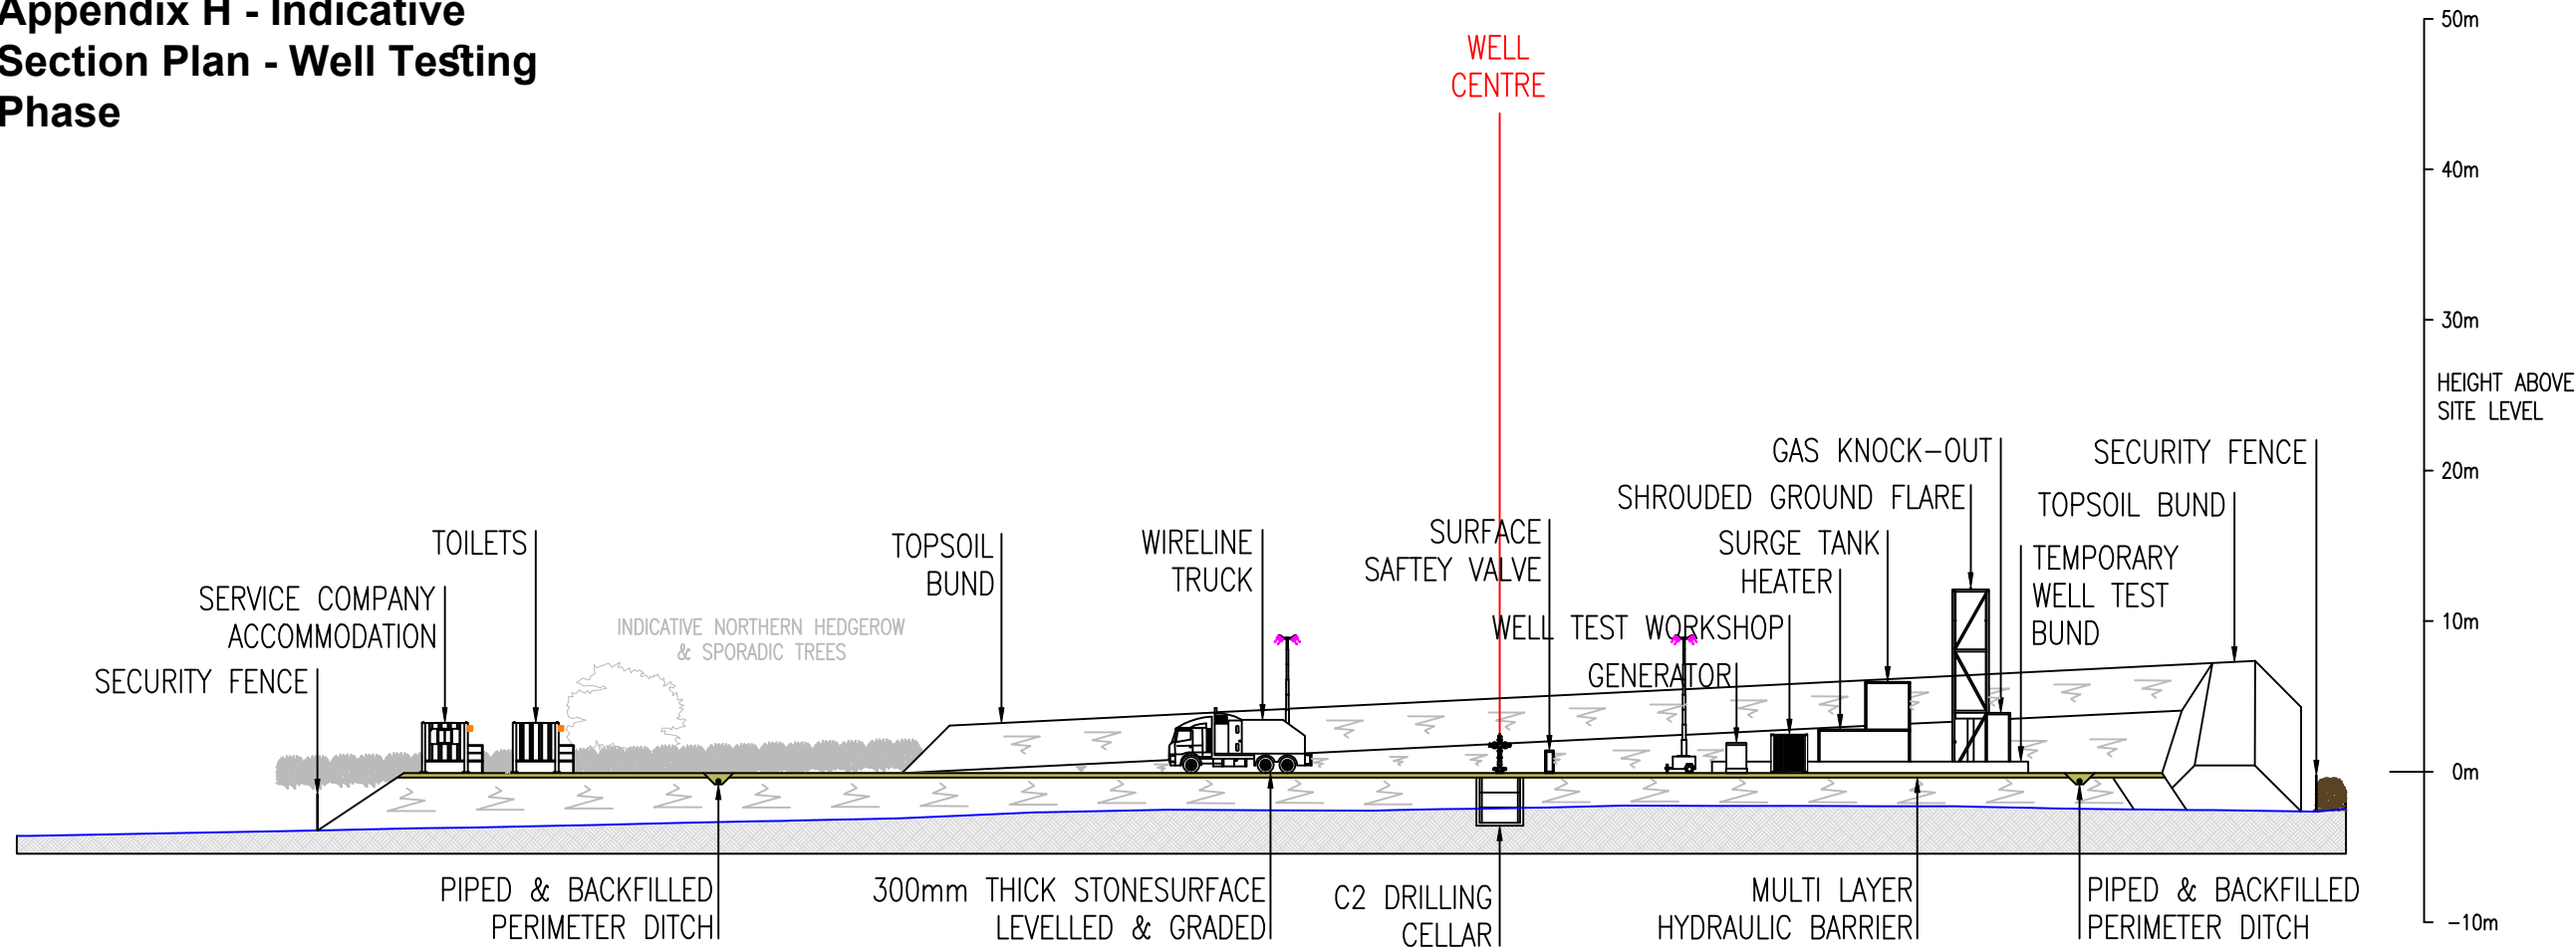 Appendix H - Indicative
Section Plan - Well Testing
Phase
WELL
CENTRE
50m
40m
30m
HEIGHT ABOVE
SITE LEVEL
20m
10m
0m
-10m
GAS KNOCK-OUT
SECURITY FENCE
SHROUDED GROUND FLARE
TOPSOIL BUND
SURFACE
SAFTEY VALVE
SURGE TANK
HEATER
TEMPORARY
WELL TEST
BUND
TOILETS
TOPSOIL
BUND
WIRELINE
TRUCK
SERVICE COMPANY
ACCOMMODATION
INDICATIVE NORTHERN HEDGEROW
& SPORADIC TREES
WELL TEST WORKSHOP
GENERATOR
SECURITY FENCE
PIPED & BACKFILLED
PERIMETER DITCH
300mm THICK STONESURFACE
LEVELLED & GRADED
C2 DRILLING
CELLAR
MULTI LAYER
HYDRAULIC BARRIER
PIPED & BACKFILLED
PERIMETER DITCH